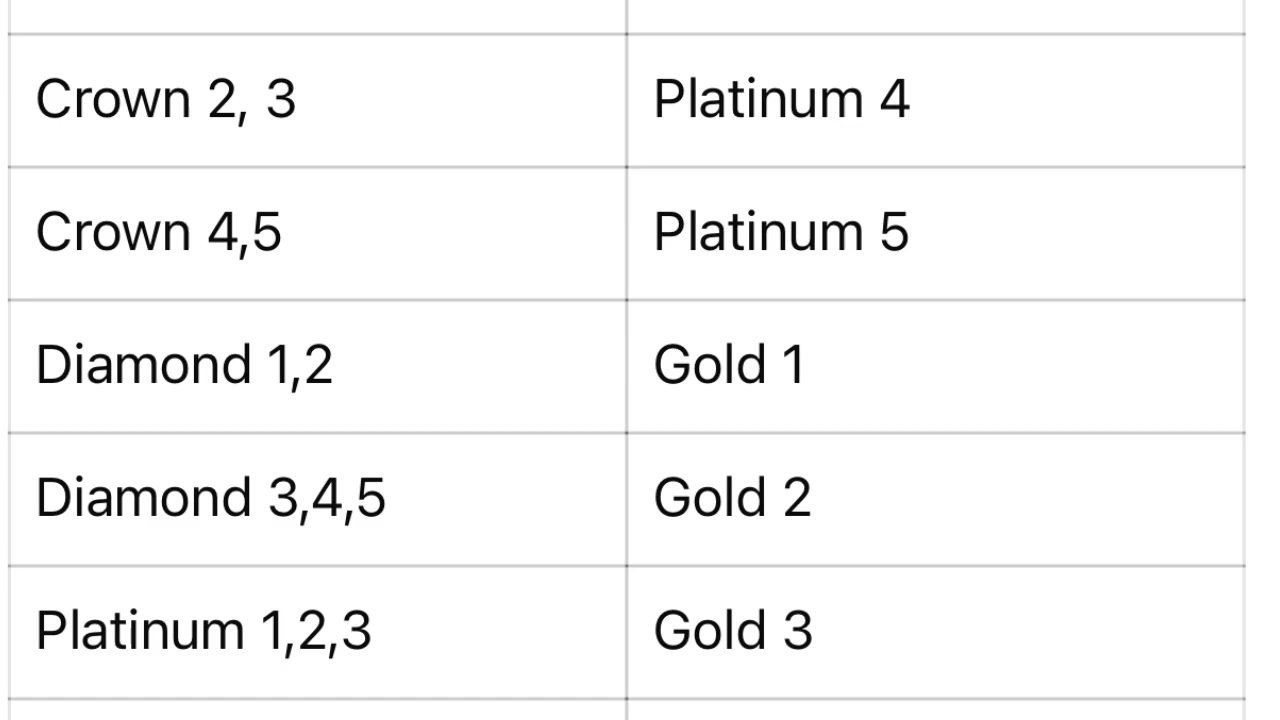 Crown 2, 3 Platinum 4
Crown 4,5 Platinum 5
Diamond 1,2 Gold 1
Diamond 3,4,5 Gold 2
Platinum 1,2,3 Gold 3